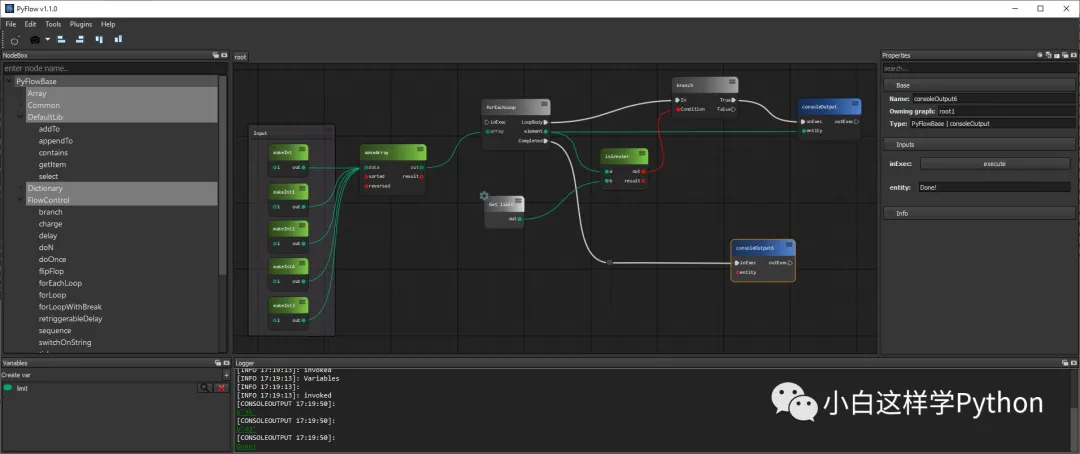 PyFlow v1.1.0
File Edit Tools Plugins Help
NodeBox
enter node name..
PyFlowBase
Array
Common
DefaultLib
addTo
appendTo
contains
getItem
select
Dictionary
FlowControl
branch
charge
delay
doN
doOnce
flipFlop
forEachLoop
forLoop
forLoopWithBreak
retriggerableDelay
sequence
switchOnString
Variables
Create var
limit
root
Input
makeInt
i out
makeInt1
i out
makeInt2
i out
makeInt4
i out
makeInt3
i out
makeArray
data out
sorted result
reversed
forEachLoop
inExec LoopBody
array element
Completed
Get limit
out
isGreater
a out
b result
branch
In True
Condition False
consoleOutput
inExec outExec
entity
consoleOutput6
inExec outExec
entity
Properties
search...
Base
Name: consoleOutput6
Owning graph: root1
Type: PyFlowBase | consoleOutput
Inputs
inExec: execute
entity: Done!
Info
Logger
[INFO 17:19:13]: invoked
[INFO 17:19:13]: Variables
[INFO 17:19:13]:
[INFO 17:19:13]: invoked
[CONSOLEOUTPUT 17:19:50]:
[CONSOLEOUTPUT 17:19:50]:
[CONSOLEOUTPUT 17:19:50]:
Done!
小白这样学Python